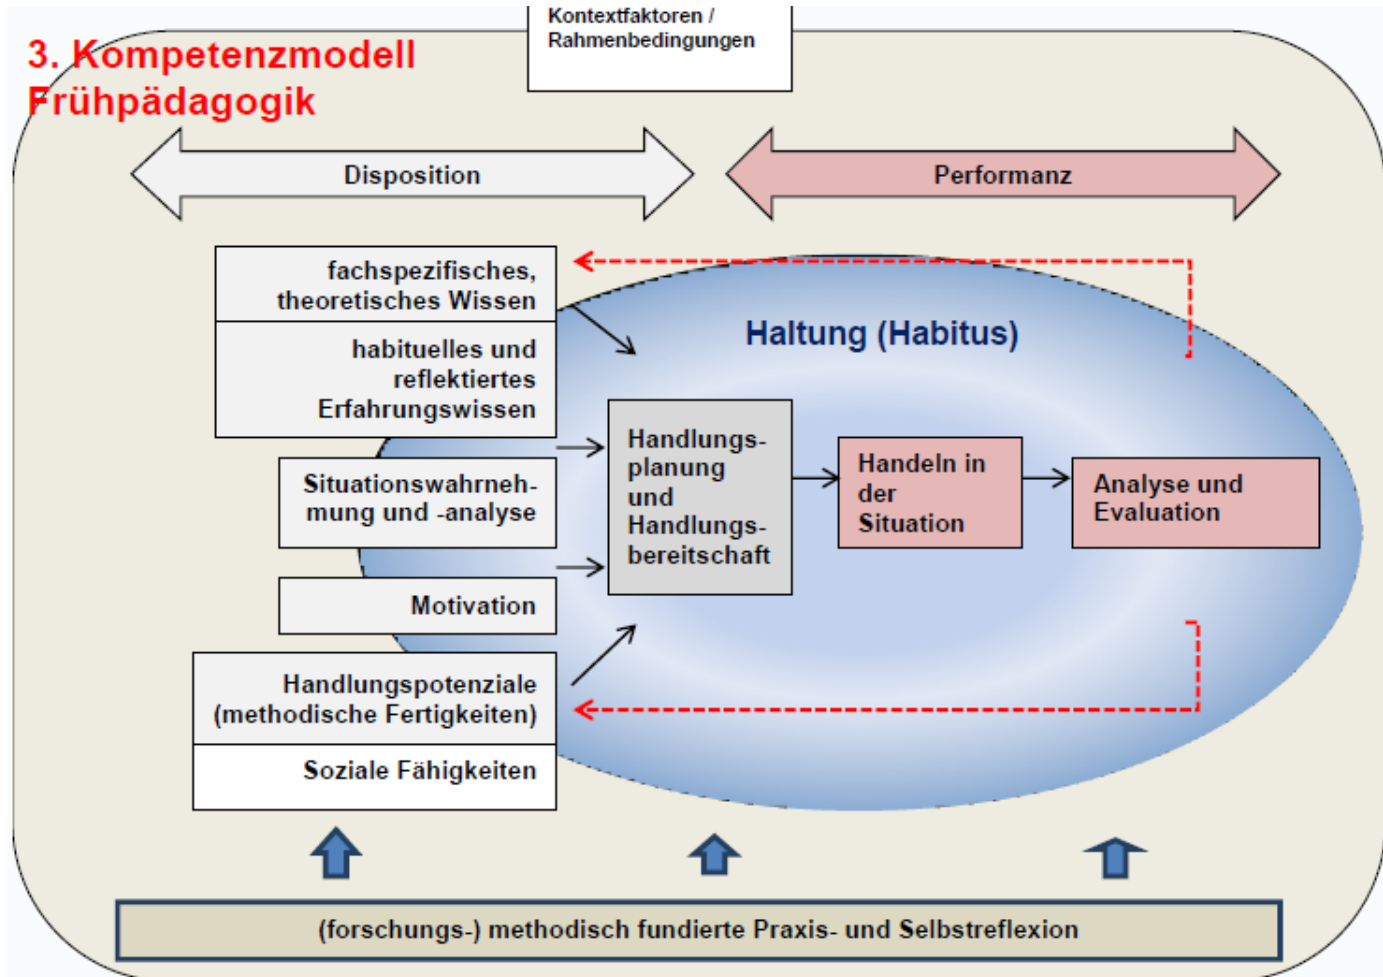 Kontextfaktoren /
Rahmenbedingungen
3. Kompetenzmodell
Frühpädagogik
Disposition
Performanz
fachspezifisches,
theoretisches Wissen
habituelles und
reflektiertes
Erfahrungswissen
Situationswahrneh-
mung und -analyse
Motivation
Handlungspotenziale
(methodische Fertigkeiten)
Soziale Fähigkeiten
Haltung (Habitus)
Handlungs-
planung
und
Handlungs-
bereitschaft
Handeln in
der
Situation
Analyse und
Evaluation
(forschungs-) methodisch fundierte Praxis- und Selbstreflexion